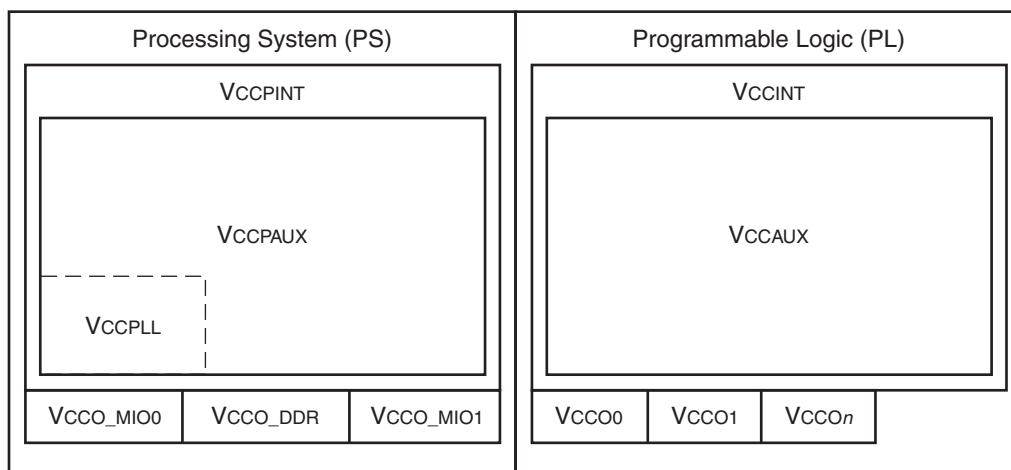 Processing System (PS)
VCCPINT
VCCPAUX
VCCPLL
VCCO_MIO0
VCCO_DDR
VCCO_MIO1
Programmable Logic (PL)
VCCINT
VCCAUX
VCCO0
VCCO1
VCCOn